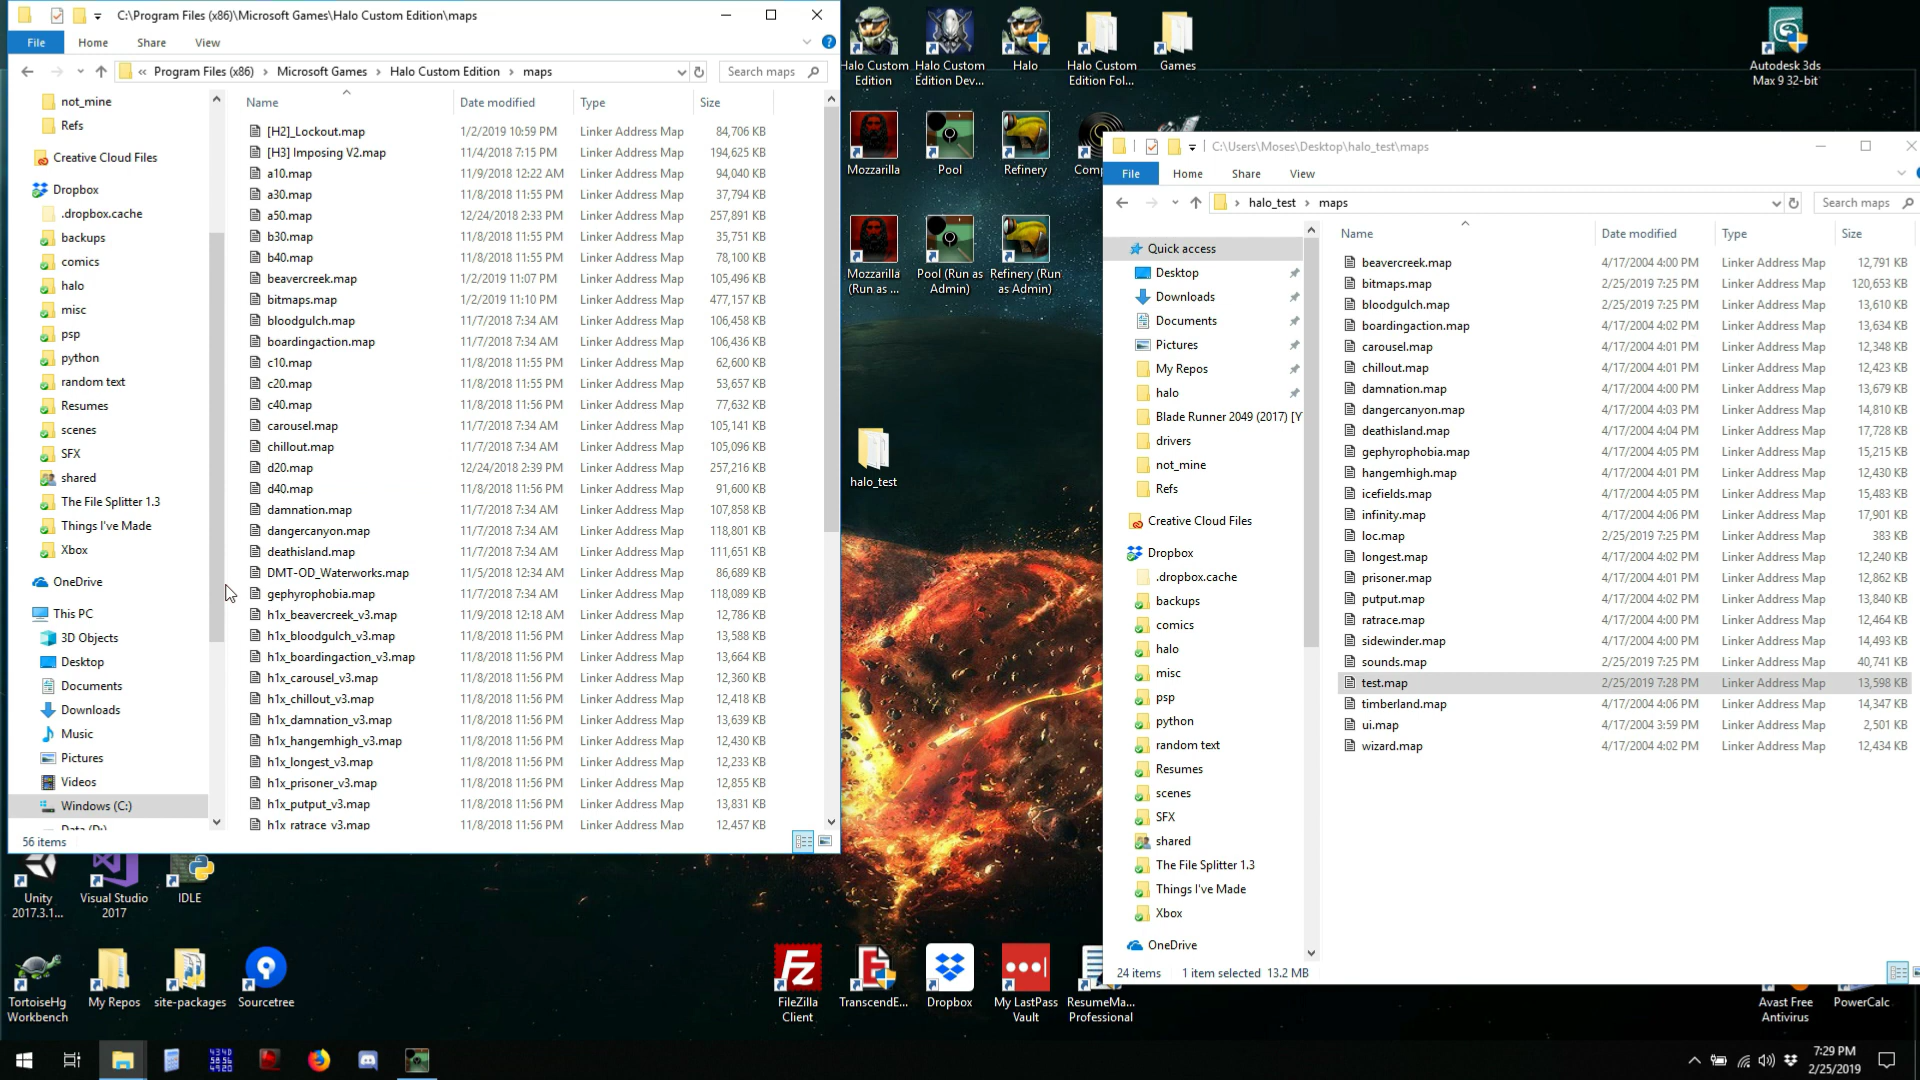 C:\Program Files (x86)\Microsoft Games\Halo Custom Edition\maps
File Home Share View
« Program Files (x86) › Microsoft Games › Halo Custom Edition › maps
Search maps
not_mine
Refs
Creative Cloud Files
Dropbox
.dropbox.cache
backups
comics
halo
misc
psp
python
random text
Resumes
scenes
SFX
shared
The File Splitter 1.3
Things I've Made
Xbox
OneDrive
This PC
3D Objects
Desktop
Documents
Downloads
Music
Pictures
Videos
Windows (C:)
Data (D:)
Name Date modified Type Size
[H2]_Lockout.map 1/2/2019 10:59 PM Linker Address Map 84,706 KB
[H3] Imposing V2.map 11/4/2018 7:15 PM Linker Address Map 194,625 KB
a10.map 11/9/2018 12:22 AM Linker Address Map 94,040 KB
a30.map 11/8/2018 11:55 PM Linker Address Map 37,794 KB
a50.map 12/24/2018 2:33 PM Linker Address Map 257,891 KB
b30.map 11/8/2018 11:55 PM Linker Address Map 35,751 KB
b40.map 11/8/2018 11:55 PM Linker Address Map 78,100 KB
beavercreek.map 1/2/2019 11:07 PM Linker Address Map 105,496 KB
bitmaps.map 1/2/2019 11:10 PM Linker Address Map 477,157 KB
bloodgulch.map 11/7/2018 7:34 AM Linker Address Map 106,458 KB
boardingaction.map 11/7/2018 7:34 AM Linker Address Map 106,436 KB
c10.map 11/8/2018 11:55 PM Linker Address Map 62,600 KB
c20.map 11/8/2018 11:55 PM Linker Address Map 53,657 KB
c40.map 11/8/2018 11:56 PM Linker Address Map 77,632 KB
carousel.map 11/7/2018 7:34 AM Linker Address Map 105,141 KB
chillout.map 11/7/2018 7:34 AM Linker Address Map 105,096 KB
d20.map 12/24/2018 2:39 PM Linker Address Map 257,216 KB
d40.map 11/8/2018 11:56 PM Linker Address Map 91,600 KB
damnation.map 11/7/2018 7:34 AM Linker Address Map 107,858 KB
dangercanyon.map 11/7/2018 7:34 AM Linker Address Map 118,801 KB
deathisland.map 11/7/2018 7:34 AM Linker Address Map 111,651 KB
DMT-OD_Waterworks.map 11/5/2018 12:34 AM Linker Address Map 86,689 KB
gephyrophobia.map 11/7/2018 7:34 AM Linker Address Map 118,089 KB
h1x_beavercreek_v3.map 11/9/2018 12:18 AM Linker Address Map 12,786 KB
h1x_bloodgulch_v3.map 11/8/2018 11:56 PM Linker Address Map 13,588 KB
h1x_boardingaction_v3.map 11/8/2018 11:56 PM Linker Address Map 13,664 KB
h1x_carousel_v3.map 11/8/2018 11:56 PM Linker Address Map 12,360 KB
h1x_chillout_v3.map 11/8/2018 11:56 PM Linker Address Map 12,418 KB
h1x_damnation_v3.map 11/8/2018 11:56 PM Linker Address Map 13,639 KB
h1x_hangemhigh_v3.map 11/8/2018 11:56 PM Linker Address Map 12,430 KB
h1x_longest_v3.map 11/8/2018 11:56 PM Linker Address Map 12,233 KB
h1x_prisoner_v3.map 11/8/2018 11:56 PM Linker Address Map 12,855 KB
h1x_putput_v3.map 11/8/2018 11:56 PM Linker Address Map 13,831 KB
h1x_ratrace_v3.map 11/8/2018 11:56 PM Linker Address Map 12,457 KB
56 items
Halo Custom Edition
Halo Custom Edition Dev...
Halo
Halo Custom Edition Fol...
Games
Autodesk 3ds Max 9 32-bit
Mozzarilla
Pool
Refinery
Mozzarilla (Run as ...
Pool (Run as Admin)
Refinery (Run as Admin)
halo_test
C:\Users\Moses\Desktop\halo_test\maps
File Home Share View
› halo_test › maps
Search maps
Quick access
Desktop
Downloads
Documents
Pictures
My Repos
halo
Blade Runner 2049 (2017) [Y
drivers
not_mine
Refs
Creative Cloud Files
Dropbox
.dropbox.cache
backups
comics
halo
misc
psp
python
random text
Resumes
scenes
SFX
shared
The File Splitter 1.3
Things I've Made
Xbox
OneDrive
Name Date modified Type Size
beavercreek.map 4/17/2004 4:00 PM Linker Address Map 12,791 KB
bitmaps.map 2/25/2019 7:25 PM Linker Address Map 120,653 KB
bloodgulch.map 2/25/2019 7:25 PM Linker Address Map 13,610 KB
boardingaction.map 4/17/2004 4:02 PM Linker Address Map 13,634 KB
carousel.map 4/17/2004 4:01 PM Linker Address Map 12,348 KB
chillout.map 4/17/2004 4:01 PM Linker Address Map 12,423 KB
damnation.map 4/17/2004 4:00 PM Linker Address Map 13,679 KB
dangercanyon.map 4/17/2004 4:03 PM Linker Address Map 14,810 KB
deathisland.map 4/17/2004 4:04 PM Linker Address Map 17,728 KB
gephyrophobia.map 4/17/2004 4:05 PM Linker Address Map 15,215 KB
hangemhigh.map 4/17/2004 4:01 PM Linker Address Map 12,430 KB
icefields.map 4/17/2004 4:05 PM Linker Address Map 15,483 KB
infinity.map 4/17/2004 4:06 PM Linker Address Map 17,901 KB
loc.map 2/25/2019 7:25 PM Linker Address Map 383 KB
longest.map 4/17/2004 4:02 PM Linker Address Map 12,240 KB
prisoner.map 4/17/2004 4:01 PM Linker Address Map 12,862 KB
putput.map 4/17/2004 4:02 PM Linker Address Map 13,840 KB
ratrace.map 4/17/2004 4:00 PM Linker Address Map 12,464 KB
sidewinder.map 4/17/2004 4:00 PM Linker Address Map 14,493 KB
sounds.map 2/25/2019 7:25 PM Linker Address Map 40,741 KB
test.map 2/25/2019 7:28 PM Linker Address Map 13,598 KB
timberland.map 4/17/2004 4:06 PM Linker Address Map 14,347 KB
ui.map 4/17/2004 3:59 PM Linker Address Map 2,501 KB
wizard.map 4/17/2004 4:02 PM Linker Address Map 12,434 KB
24 items 1 item selected 13.2 MB
Unity 2017.3.1...
Visual Studio 2017
IDLE
TortoiseHg Workbench
My Repos
site-packages
Sourcetree
FileZilla Client
TranscendE...
Dropbox
My LastPass Vault
ResumeMa... Professional
Avast Free Antivirus
PowerCalc
7:29 PM
2/25/2019